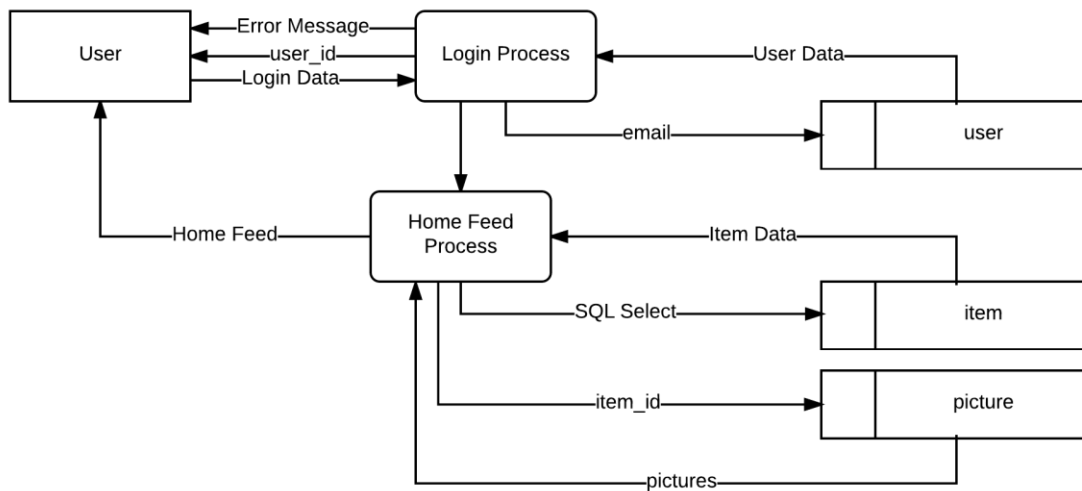 Error Message
User
user_id
Login Process
User Data
Login Data
email
user
Home Feed
Home Feed
Process
Item Data
SQL Select
item
item_id
picture
pictures